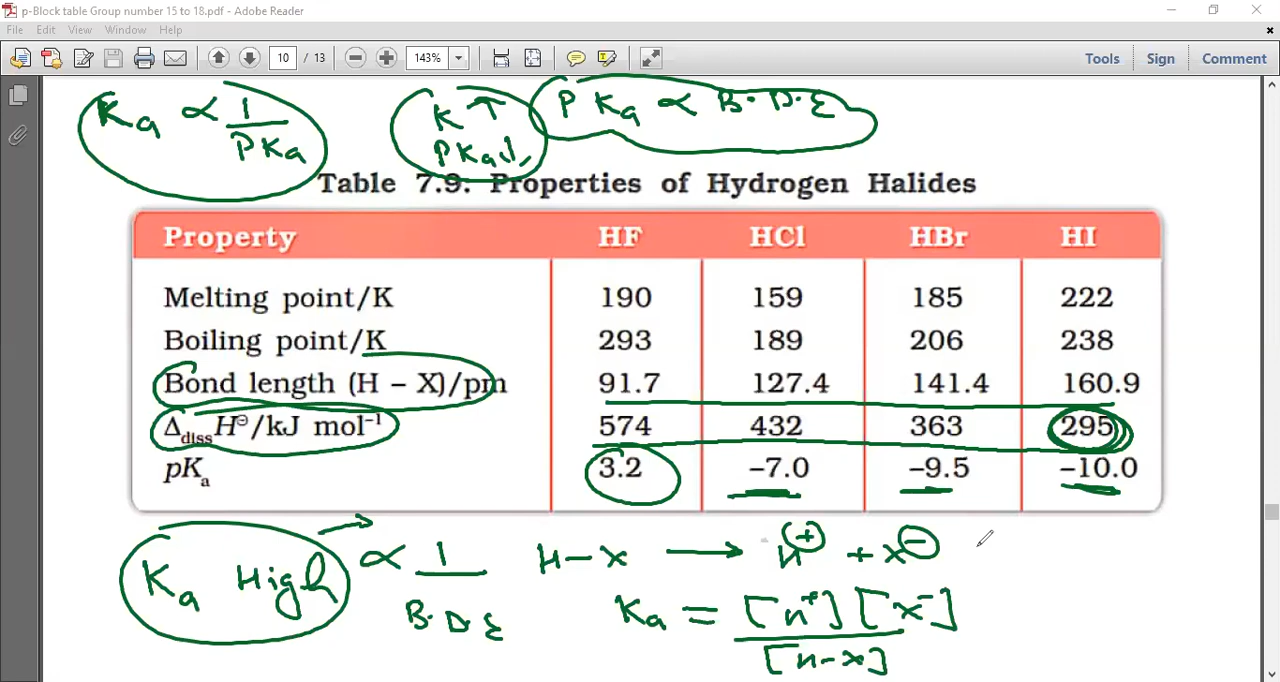 p-Block table Group number 15 to 18.pdf - Adobe Reader
File Edit View Window Help
10 / 13 143% Tools Sign Comment
Ka ∝ 1/PKa
K ↑
PKa↓
PKa ∝ B.D.E
Table 7.9: Properties of Hydrogen Halides
Property HF HCl HBr HI
Melting point/K 190 159 185 222
Boiling point/K 293 189 206 238
Bond length (H – X)/pm 91.7 127.4 141.4 160.9
ΔdissH⊖/kJ mol⁻¹ 574 432 363 295
pKa 3.2 –7.0 –9.5 –10.0
Ka High → ∝ 1/B.D.E
H–X → H⊕ + X⊖
Ka = [H⁺][X⁻]/[H–X]